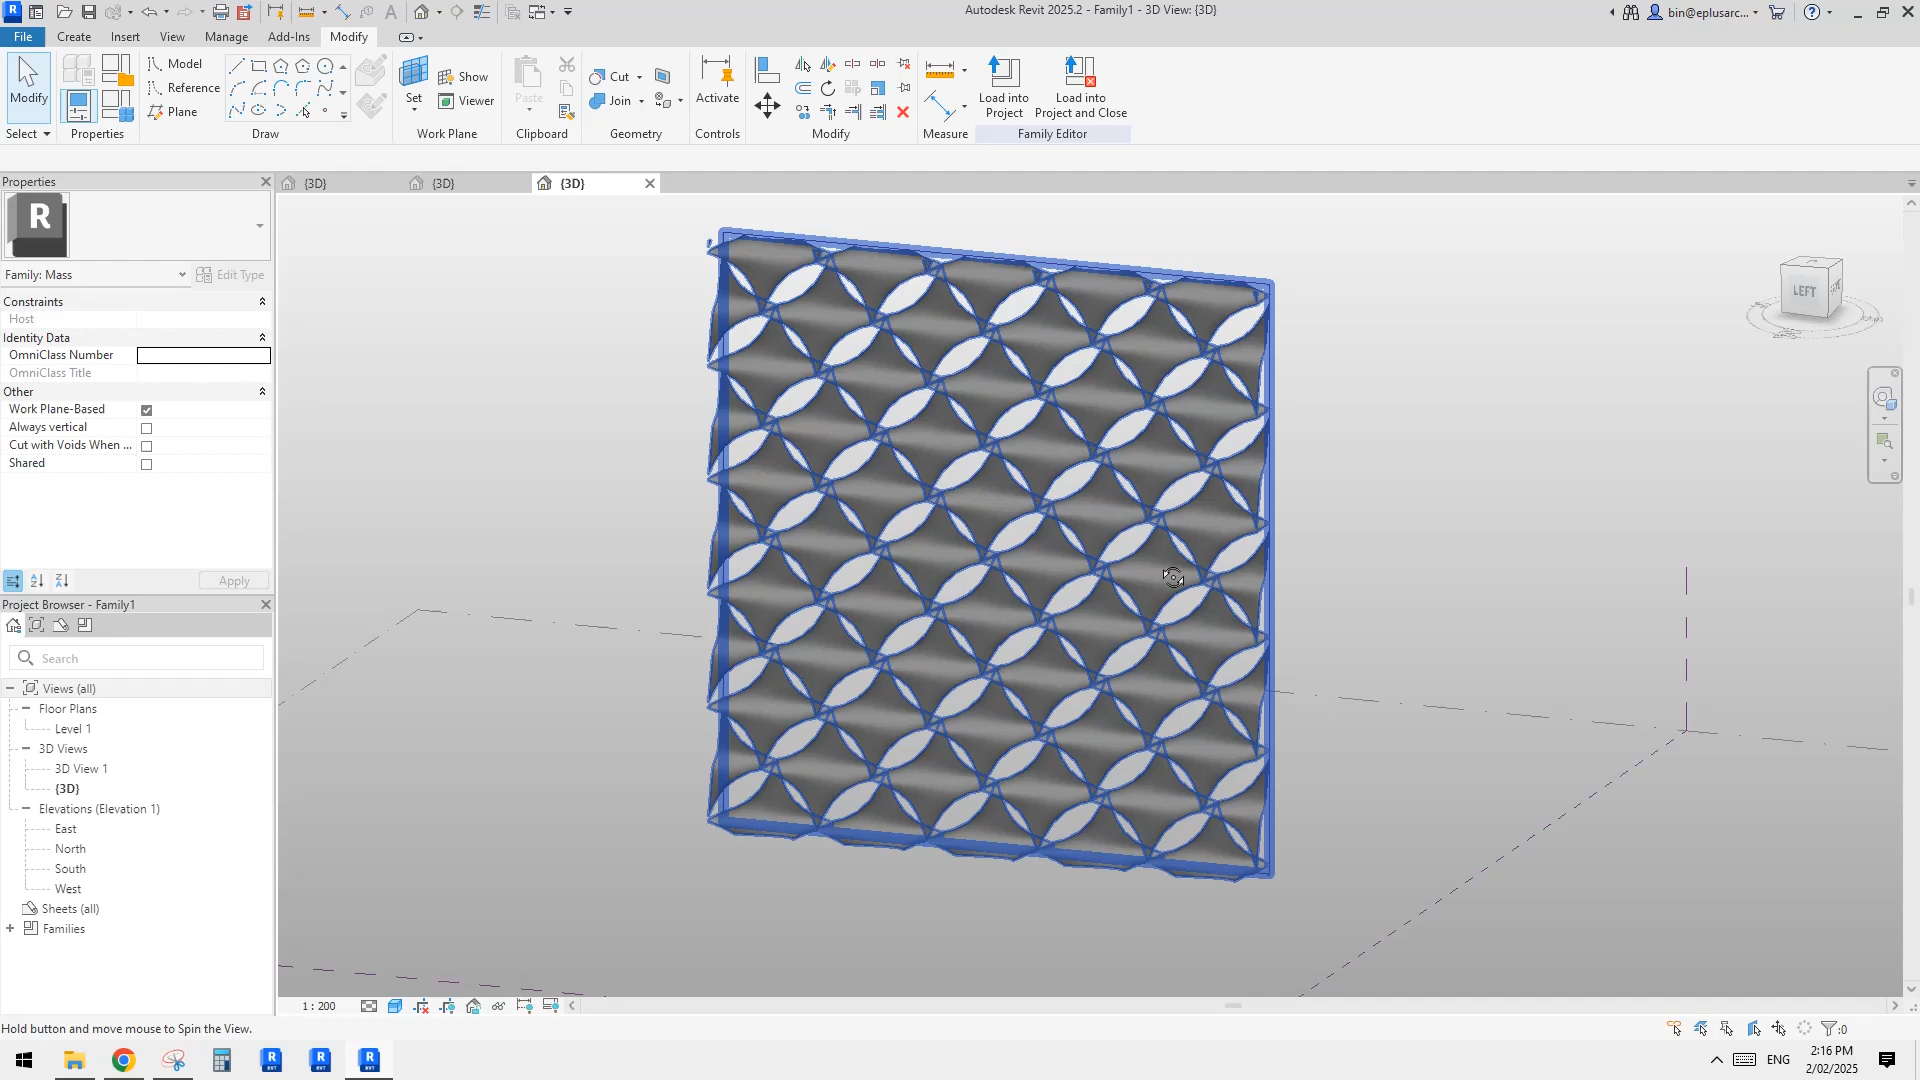 Autodesk Revit 2025.2 - Family1 - 3D View: {3D}
bin@eplusarc...
File Create Insert View Manage Add-Ins Modify
Modify
Select
Properties
Model
Reference
Plane
Draw
Set
Show
Viewer
Work Plane
Paste
Clipboard
Cut
Join
Geometry
Activate
Controls
Modify
Measure
Load into
Project
Load into
Project and Close
Family Editor
Properties
{3D}
{3D}
{3D}
R
Family: Mass
Edit Type
Constraints
Host
Identity Data
OmniClass Number
OmniClass Title
Other
Work Plane-Based
Always vertical
Cut with Voids When ...
Shared
Apply
Project Browser - Family1
Search
Views (all)
Floor Plans
Level 1
3D Views
3D View 1
{3D}
Elevations (Elevation 1)
East
North
South
West
Sheets (all)
Families
LEFT
1 : 200
Hold button and move mouse to Spin the View.
:0
ENG
2:16 PM
2/02/2025